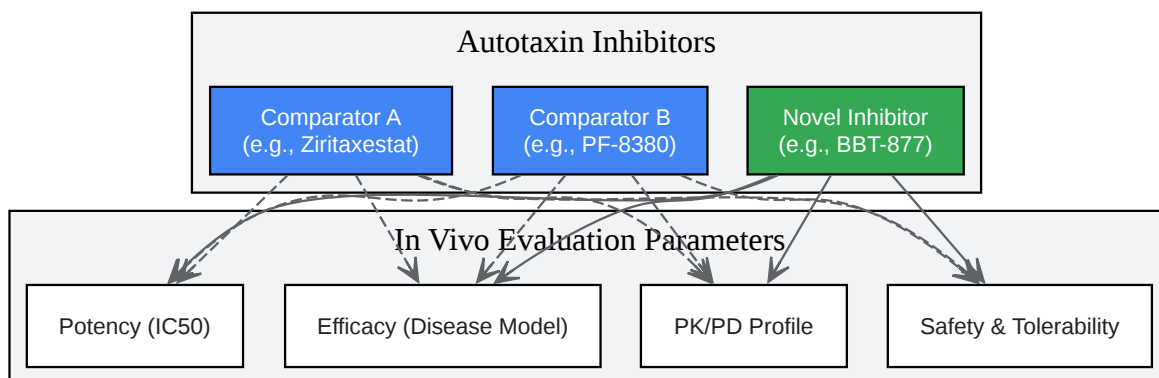 Autotaxin Inhibitors
Comparator A
(e.g., Ziritaxestat)
Comparator B
(e.g., PF-8380)
Novel Inhibitor
(e.g., BBT-877)
In Vivo Evaluation Parameters
Potency (IC50)
Efficacy (Disease Model)
PK/PD Profile
Safety & Tolerability